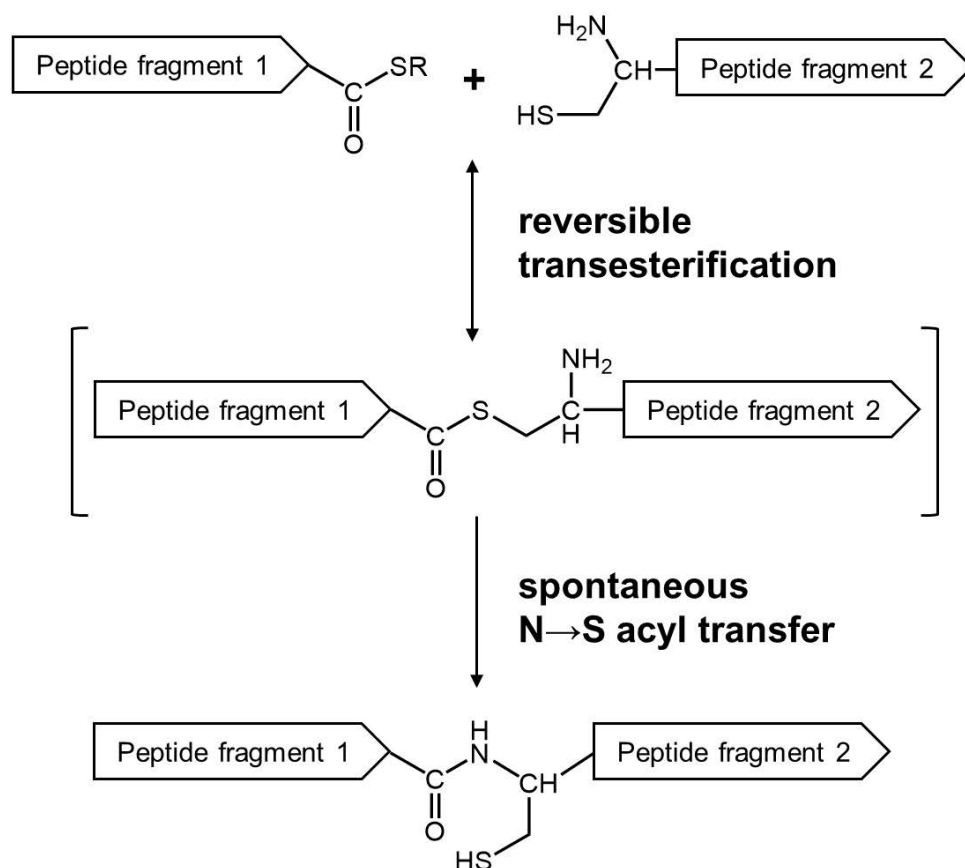 Peptide fragment 1
SR
C
O
+
H₂N
CH
HS
Peptide fragment 2
reversible
transesterification
Peptide fragment 1
C
O
S
NH₂
C
H
Peptide fragment 2
spontaneous
N→S acyl transfer
Peptide fragment 1
C
O
H
N
CH
HS
Peptide fragment 2